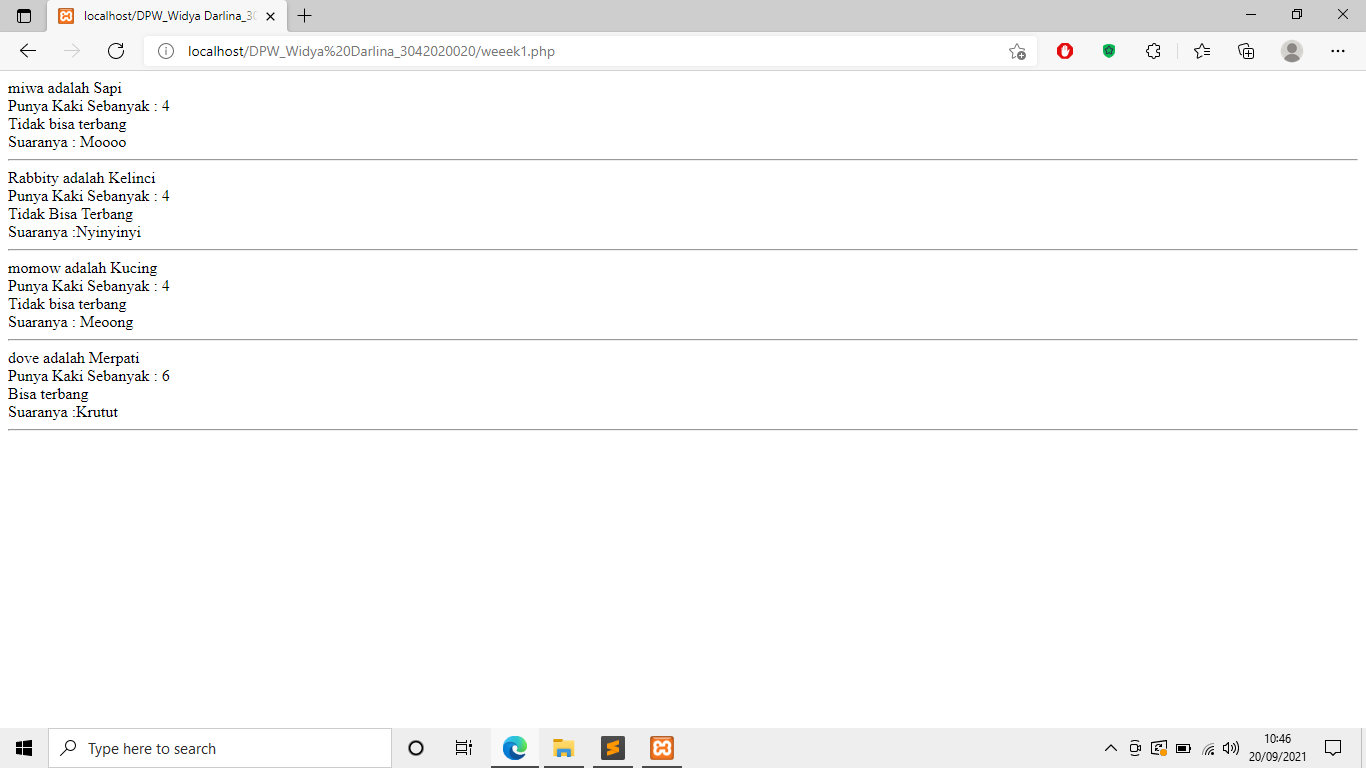 localhost/DPW_Widya Darlina_30
localhost/DPW_Widya%20Darlina_3042020020/weeek1.php
miwa adalah Sapi
Punya Kaki Sebanyak : 4
Tidak bisa terbang
Suaranya : Moooo
Rabbity adalah Kelinci
Punya Kaki Sebanyak : 4
Tidak Bisa Terbang
Suaranya :Nyinyinyi
momow adalah Kucing
Punya Kaki Sebanyak : 4
Tidak bisa terbang
Suaranya : Meoong
dove adalah Merpati
Punya Kaki Sebanyak : 6
Bisa terbang
Suaranya :Krutut
Type here to search
10:46
20/09/2021